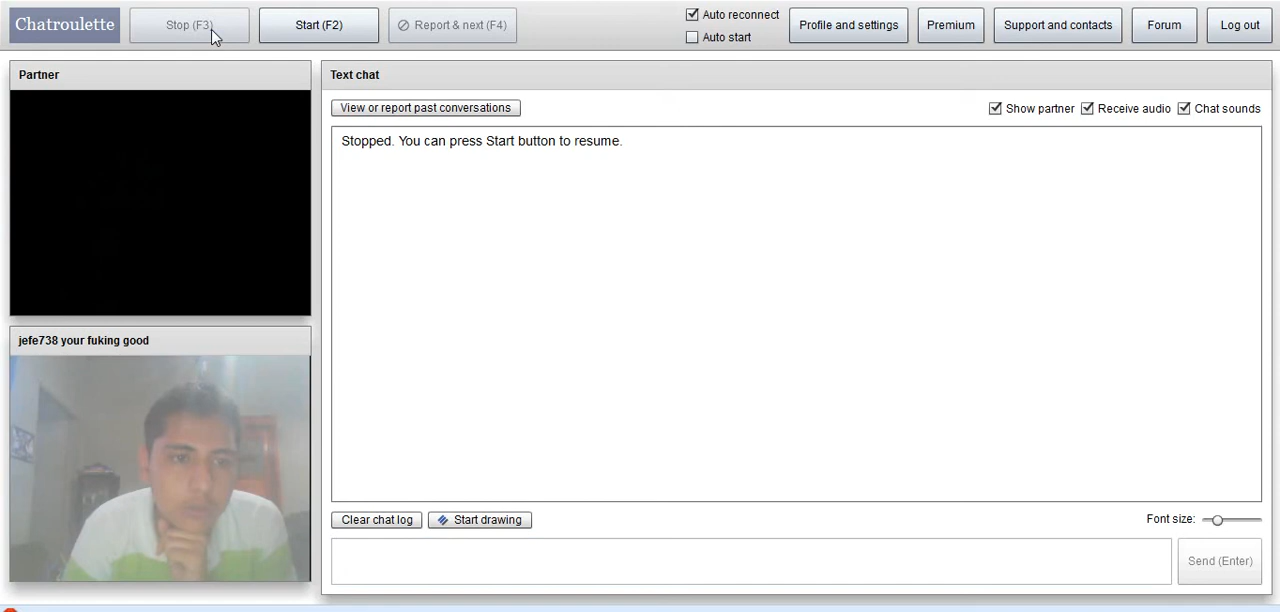 Chatroulette
Stop (F3)
Start (F2)
Report & next (F4)
Auto reconnect
Auto start
Profile and settings
Premium
Support and contacts
Forum
Log out
Partner
Text chat
View or report past conversations
Show partner
Receive audio
Chat sounds
Stopped. You can press Start button to resume.
jefe738 your fuking good
Clear chat log
Start drawing
Font size:
Send (Enter)